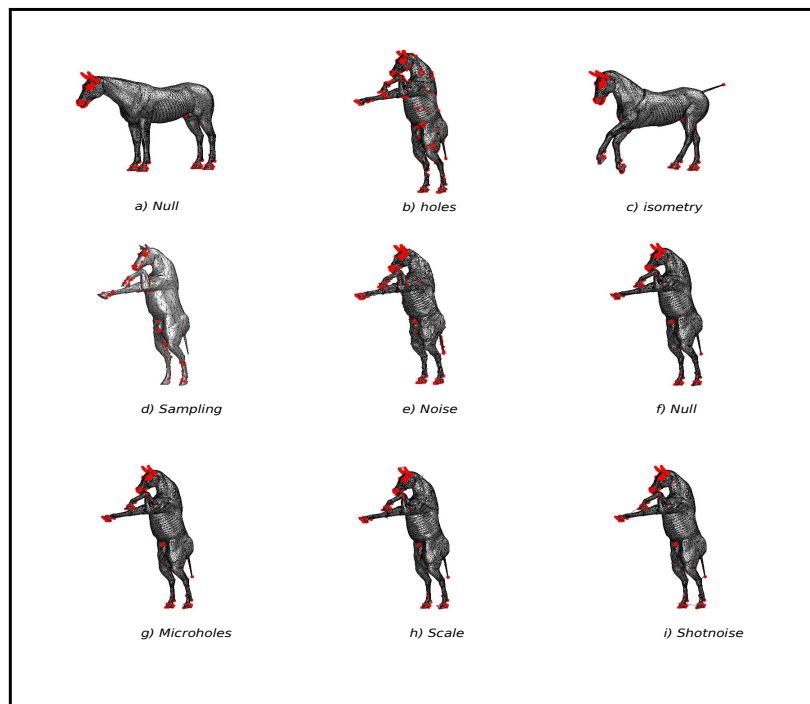 a) Null
b) holes
c) isometry
d) Sampling
e) Noise
f) Null
g) Microholes
h) Scale
i) Shotnoise